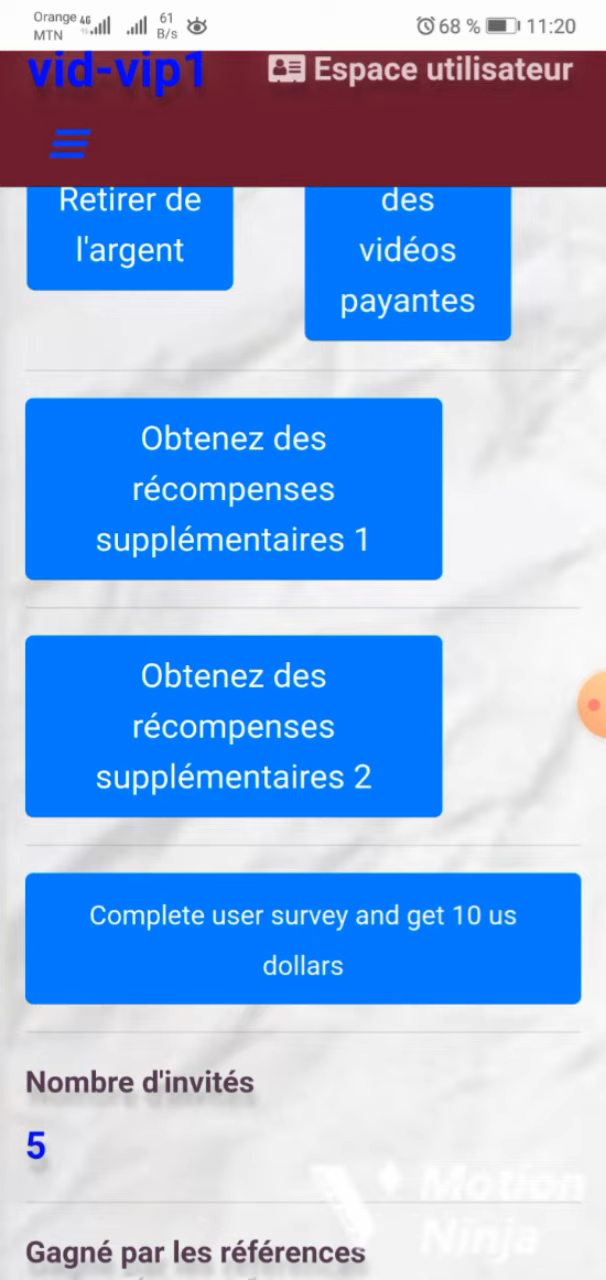 Orange 4G 61
MTN B/s 68 % 11:20
vid-vip1 Espace utilisateur
Retirer de
l'argent
des
vidéos
payantes
Obtenez des
récompenses
supplémentaires 1
Obtenez des
récompenses
supplémentaires 2
Complete user survey and get 10 us
dollars
Nombre d'invités
5
Motion
Ninja
Gagné par les références